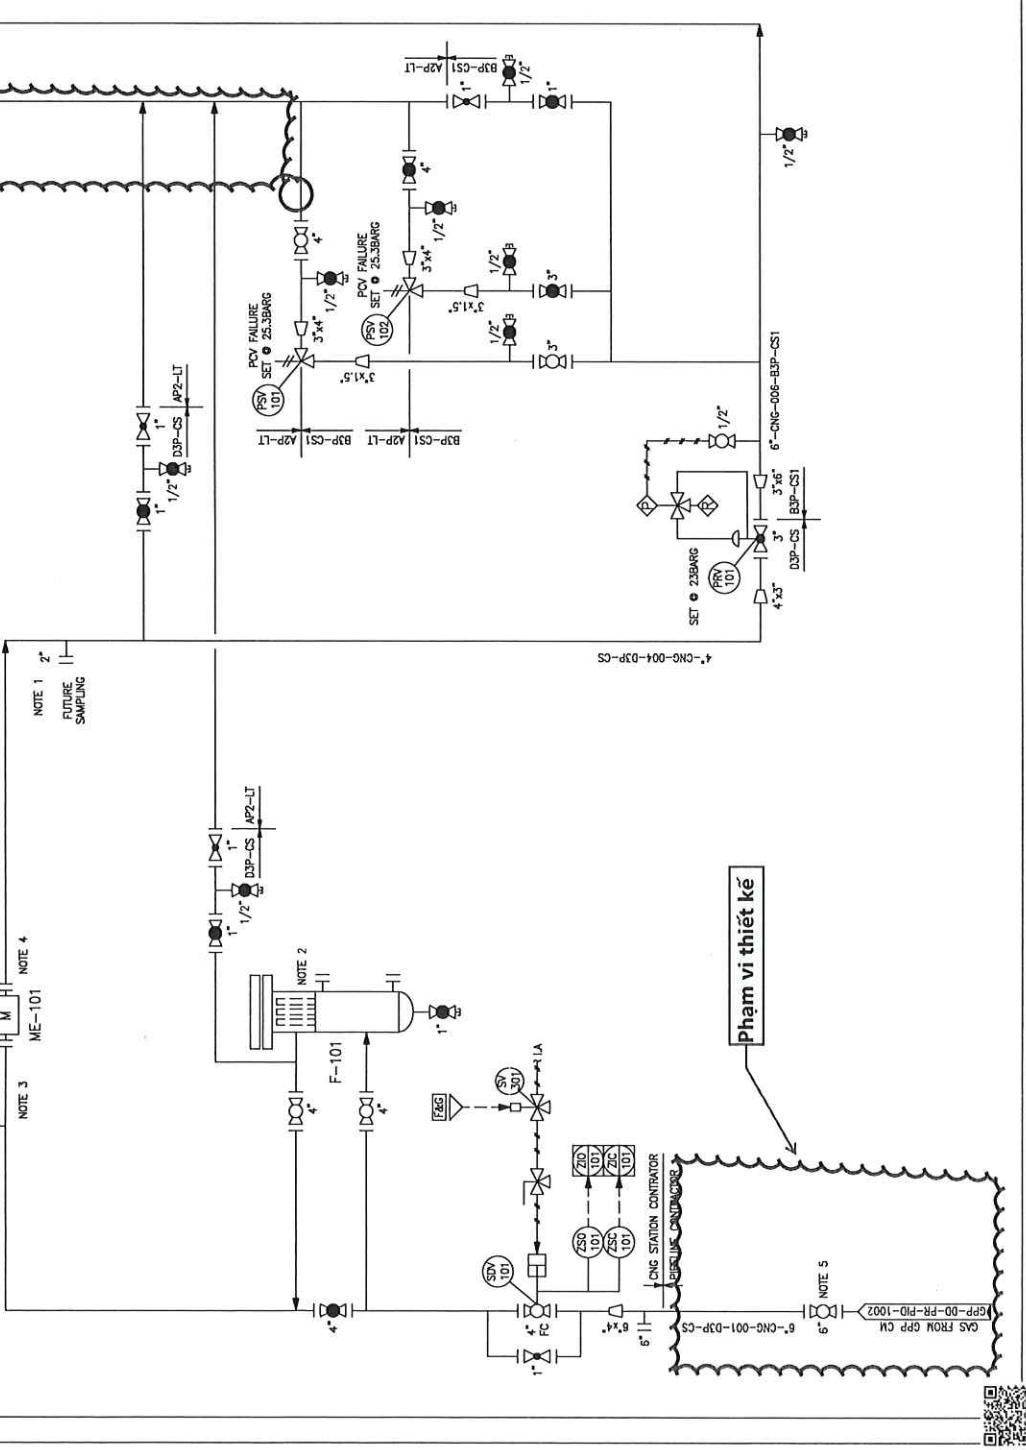 A2P-LT
B3P-CS1
1"
1/2"
1"
1/2"
4"
1/2"
4"
1/2"
3"x4"
PCV FAILURE
SET @ 25.3BARG
PSV
102
3"x1.5"
1/2"
3"
PCV FAILURE
SET @ 25.3BARG
PSV
101
3"x4"
3"x1.5"
1/2"
3"
A2P-LT
B3P-CS1
A2P-LT
B3P-CS1
D3P-CS
AP2-LT
1"
1/2"
1"
6"-CNG-006-B3P-CS1
1/2"
P
R
3"x6"
D3P-CS
B3P-CS1
3"
PRV
101
SET @ 23BARG
4"x3"
4"-CNG-004-D3P-CS
NOTE 1
2"
FUTURE
SAMPLING
D3P-CS
AP2-LT
1"
1/2"
1"
NOTE 4
M
ME-101
NOTE 3
NOTE 2
F-101
1"
4"
4"
4"
F&G
SV
301
I.A
ZIO
101
ZIC
101
ZSO
101
ZSC
101
SDV
101
4"
FC
1"
6"x4"
6"
CNG STATION CONTRATOR
PIPELINE CONTRACTOR
6"-CNG-001-D3P-CS
6"
NOTE 5
GAS FROM GPP CM
GPP-DD-PR-PID-1002
Phạm vi thiết kế